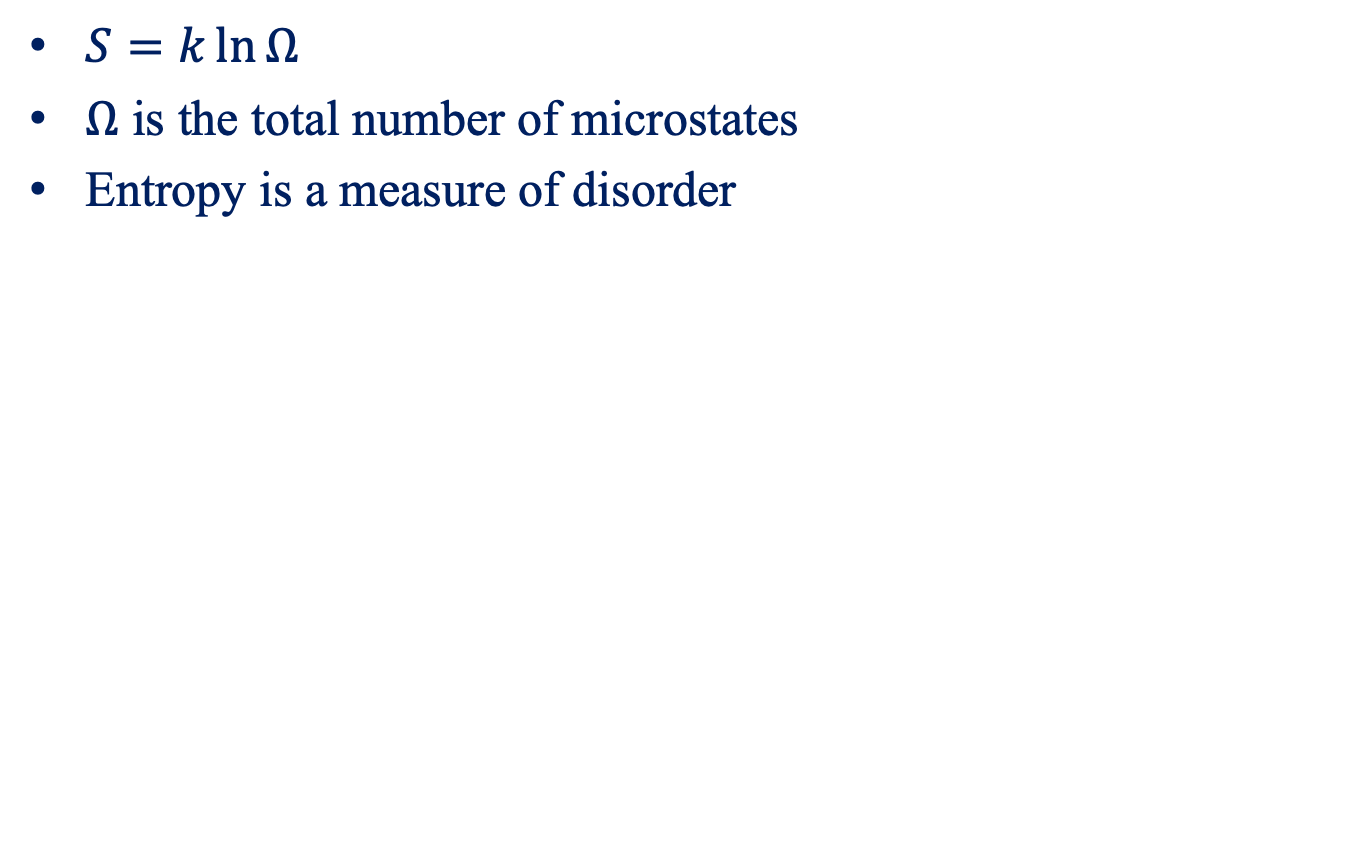 • S = k ln Ω
• Ω is the total number of microstates
• Entropy is a measure of disorder